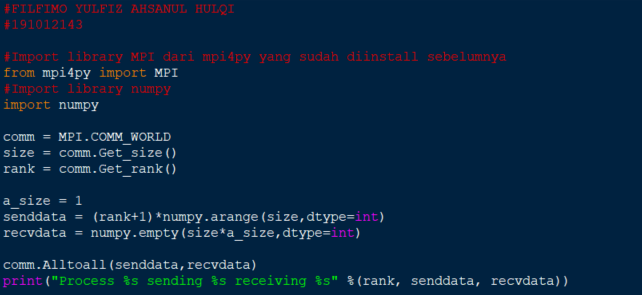 #FILFIMO YULFIZ AHSANUL HULQI
#191012143
#Import library MPI dari mpi4py yang sudah diinstall sebelumnya
from mpi4py import MPI
#Import library numpy
import numpy
comm = MPI.COMM_WORLD
size = comm.Get_size()
rank = comm.Get_rank()
a_size = 1
senddata = (rank+1)*numpy.arange(size,dtype=int)
recvdata = numpy.empty(size*a_size,dtype=int)
comm.Alltoall(senddata,recvdata)
print("Process %s sending %s receiving %s" %(rank, senddata, recvdata))